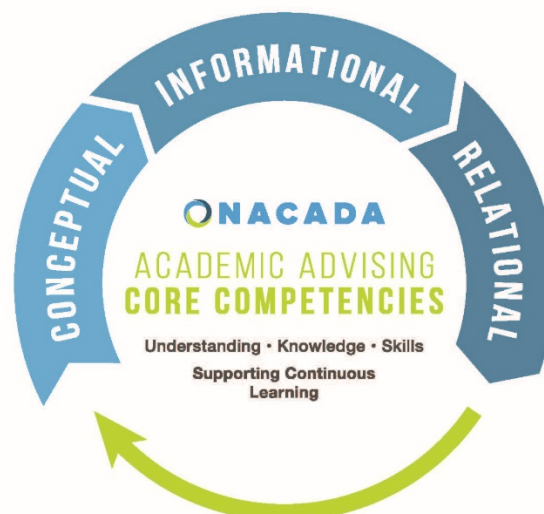 CONCEPTUAL
INFORMATIONAL
RELATIONAL
NACADA
ACADEMIC ADVISING
CORE COMPETENCIES
Understanding • Knowledge • Skills
Supporting Continuous
Learning